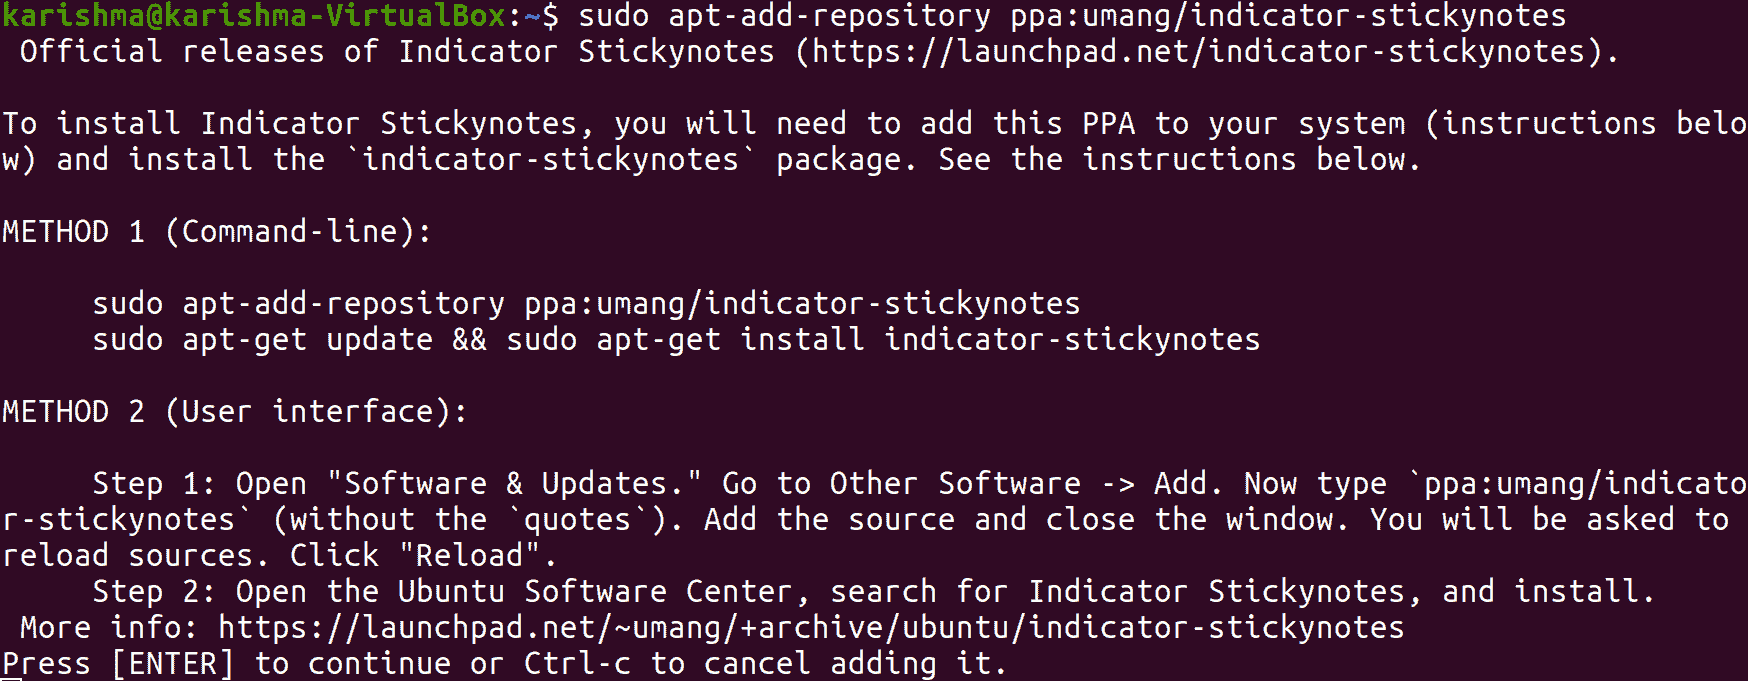 karishma@karishma-VirtualBox:~$ sudo apt-add-repository ppa:umang/indicator-stickynotes
 Official releases of Indicator Stickynotes (https://launchpad.net/indicator-stickynotes).

To install Indicator Stickynotes, you will need to add this PPA to your system (instructions belo
w) and install the `indicator-stickynotes` package. See the instructions below.

METHOD 1 (Command-line):

     sudo apt-add-repository ppa:umang/indicator-stickynotes
     sudo apt-get update && sudo apt-get install indicator-stickynotes

METHOD 2 (User interface):

     Step 1: Open "Software & Updates." Go to Other Software -> Add. Now type `ppa:umang/indicato
r-stickynotes` (without the `quotes`). Add the source and close the window. You will be asked to
reload sources. Click "Reload".
     Step 2: Open the Ubuntu Software Center, search for Indicator Stickynotes, and install.
 More info: https://launchpad.net/~umang/+archive/ubuntu/indicator-stickynotes
Press [ENTER] to continue or Ctrl-c to cancel adding it.